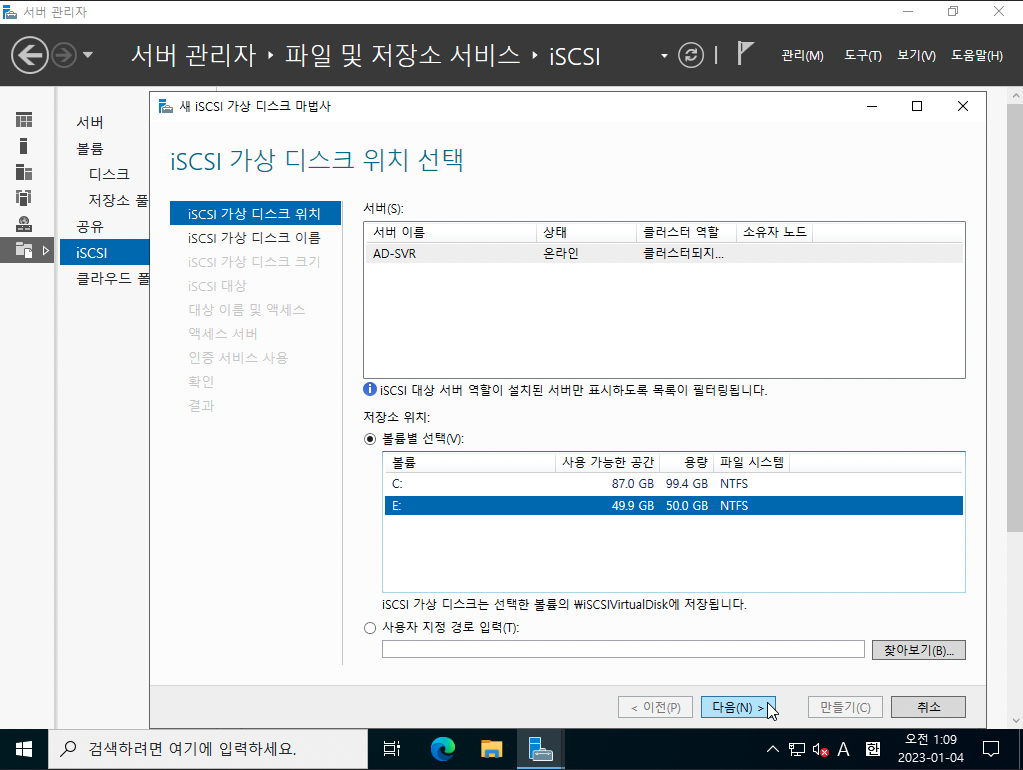 서버 관리자
서버 관리자 ‣ 파일 및 저장소 서비스 ‣ iSCSI
관리(M) 도구(T) 보기(V) 도움말(H)
서버
볼륨
디스크
저장소 풀
공유
iSCSI
클라우드 폴
새 iSCSI 가상 디스크 마법사
iSCSI 가상 디스크 위치 선택
iSCSI 가상 디스크 위치
iSCSI 가상 디스크 이름
iSCSI 가상 디스크 크기
iSCSI 대상
대상 이름 및 액세스
액세스 서버
인증 서비스 사용
확인
결과
서버(S):
서버 이름 상태 클러스터 역할 소유자 노드
AD-SVR 온라인 클러스터되지...
iSCSI 대상 서버 역할이 설치된 서버만 표시하도록 목록이 필터링됩니다.
저장소 위치:
볼륨별 선택(V):
볼륨 사용 가능한 공간 용량 파일 시스템
C: 87.0 GB 99.4 GB NTFS
E: 49.9 GB 50.0 GB NTFS
iSCSI 가상 디스크는 선택한 볼륨의 ₩iSCSIVirtualDisk에 저장됩니다.
사용자 지정 경로 입력(T):
찾아보기(B)...
< 이전(P) 다음(N) > 만들기(C) 취소
검색하려면 여기에 입력하세요.
A 한
오전 1:09
2023-01-04